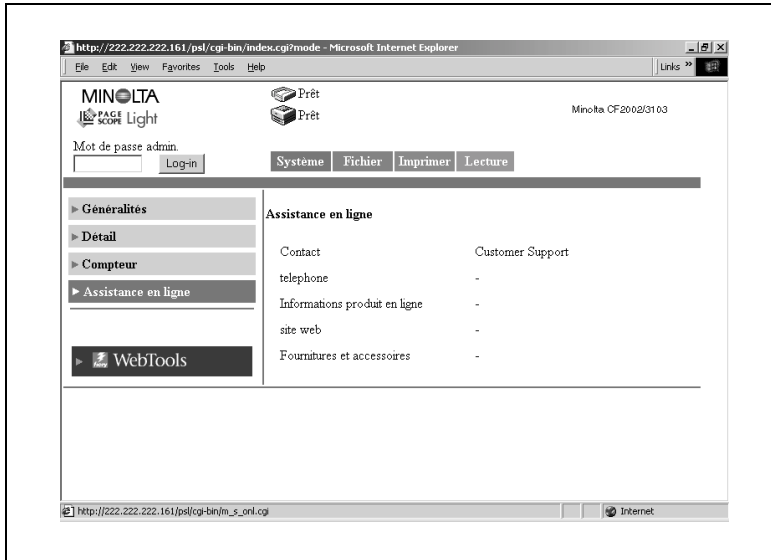 http://222.222.222.161/psl/cgi-bin/index.cgi?mode - Microsoft Internet Explorer
File Edit View Favorites Tools Help
Links »
MINOLTA
PAGE SCOPE Light
Prêt
Prêt
Minolta CF2002/3103
Mot de passe admin.
Log-in
Système Fichier Imprimer Lecture
Généralités
Détail
Compteur
Assistance en ligne
WebTools
Assistance en ligne
Contact Customer Support
telephone -
Informations produit en ligne -
site web -
Fournitures et accessoires -
http://222.222.222.161/psl/cgi-bin/m_s_onl.cgi
Internet